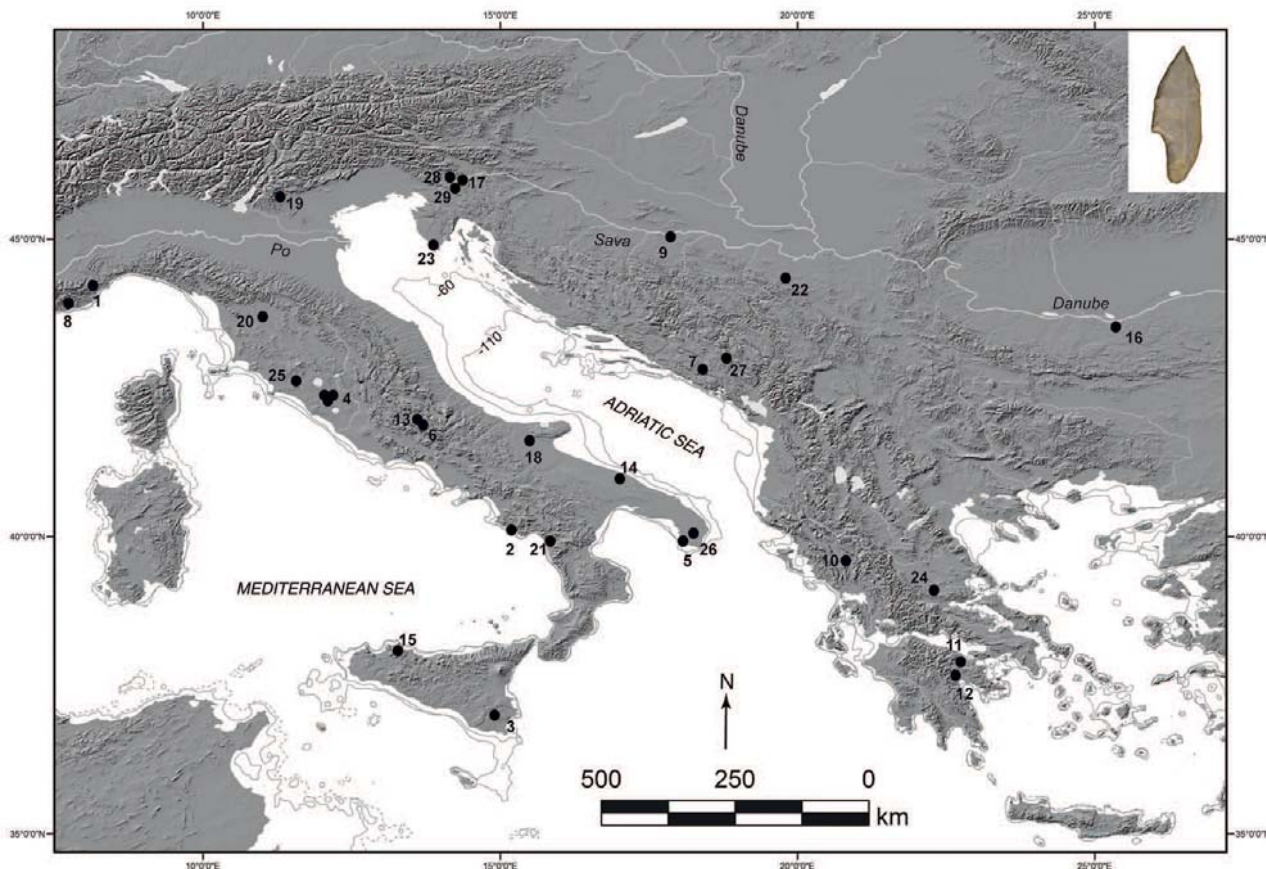 10°0'0"E 15°0'0"E 20°0'0"E 25°0'0"E
Danube
28 17
29
19
45°0'0"N 45°0'0"N
Po
23
Sava
9
-60
22
1
8
Danube
20
16
-110
7
27
25
4
13
6
ADRIATIC SEA
18
14
40°0'0"N 40°0'0"N
2 21
5
26
10
24
MEDITERRANEAN SEA
15
11
12
N
3
500 250 0
km
35°0'0"N 35°0'0"N
10°0'0"E 15°0'0"E 20°0'0"E 25°0'0"E